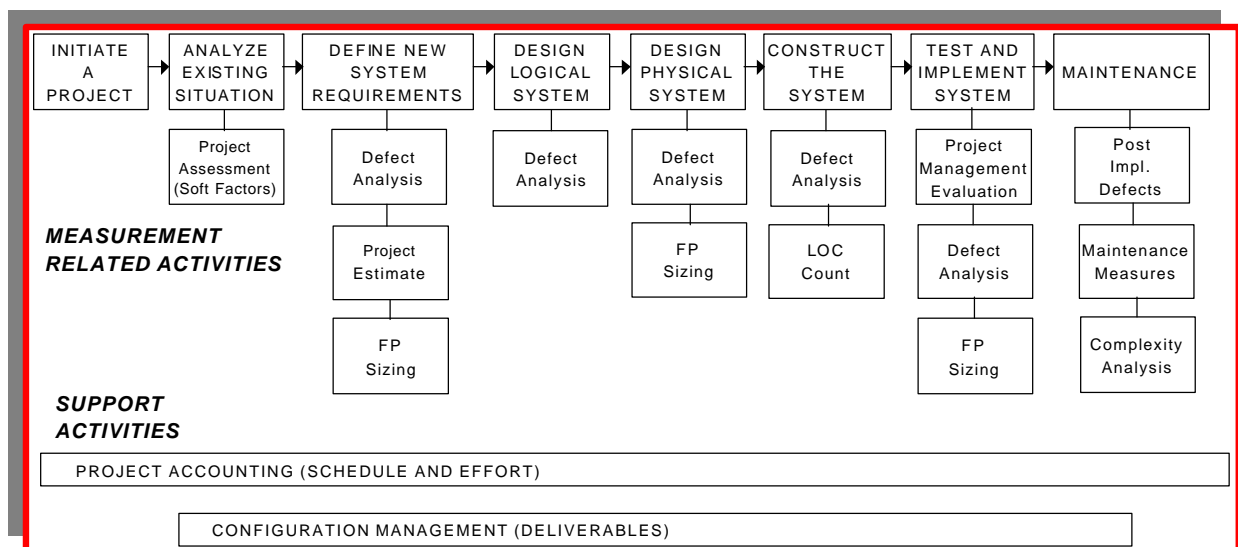 INITIATE
A
PROJECT
ANALYZE
EXISTING
SITUATION
DEFINE NEW
SYSTEM
REQUIREMENTS
DESIGN
LOGICAL
SYSTEM
DESIGN
PHYSICAL
SYSTEM
CONSTRUCT
THE
SYSTEM
TEST AND
IMPLEMENT
SYSTEM
MAINTENANCE
Project
Assessment
(Soft Factors)
Defect
Analysis
Defect
Analysis
Defect
Analysis
Defect
Analysis
Project
Management
Evaluation
Post
Impl.
Defects
MEASUREMENT
RELATED ACTIVITIES
Project
Estimate
FP
Sizing
LOC
Count
Defect
Analysis
Maintenance
Measures
FP
Sizing
FP
Sizing
Complexity
Analysis
SUPPORT
ACTIVITIES
PROJECT ACCOUNTING (SCHEDULE AND EFFORT)
CONFIGURATION MANAGEMENT (DELIVERABLES)